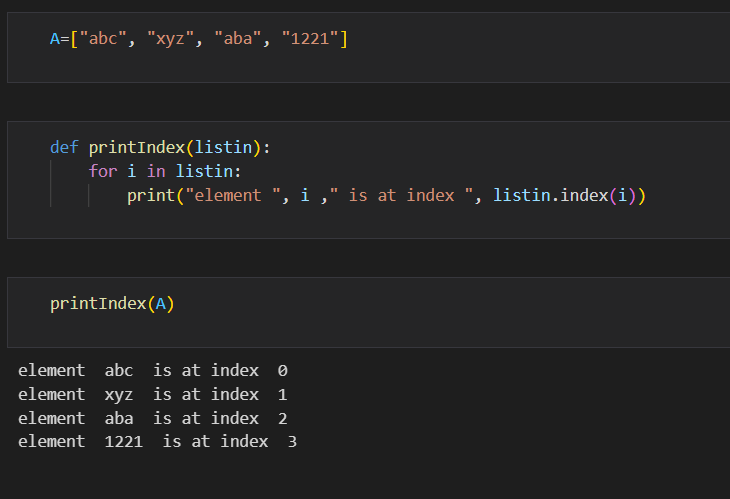 A=["abc", "xyz", "aba", "1221"]
def printIndex(listin):
    for i in listin:
        print("element ", i ," is at index ", listin.index(i))
printIndex(A)
element  abc  is at index  0
element  xyz  is at index  1
element  aba  is at index  2
element  1221  is at index  3